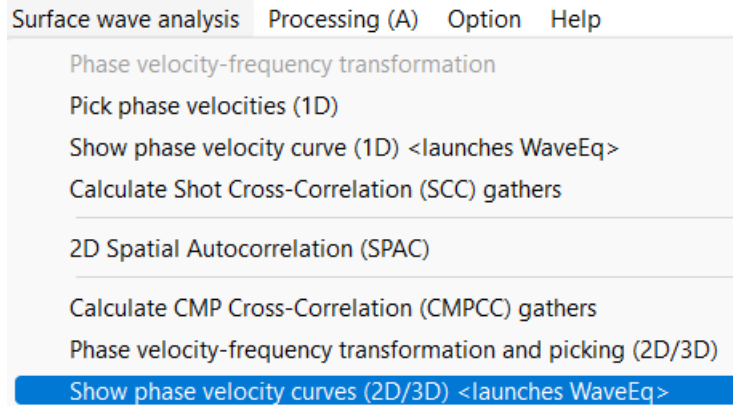 Surface wave analysis Processing (A) Option Help
Phase velocity-frequency transformation
Pick phase velocities (1D)
Show phase velocity curve (1D) <launches WaveEq>
Calculate Shot Cross-Correlation (SCC) gathers
2D Spatial Autocorrelation (SPAC)
Calculate CMP Cross-Correlation (CMPCC) gathers
Phase velocity-frequency transformation and picking (2D/3D)
Show phase velocity curves (2D/3D) <launches WaveEq>